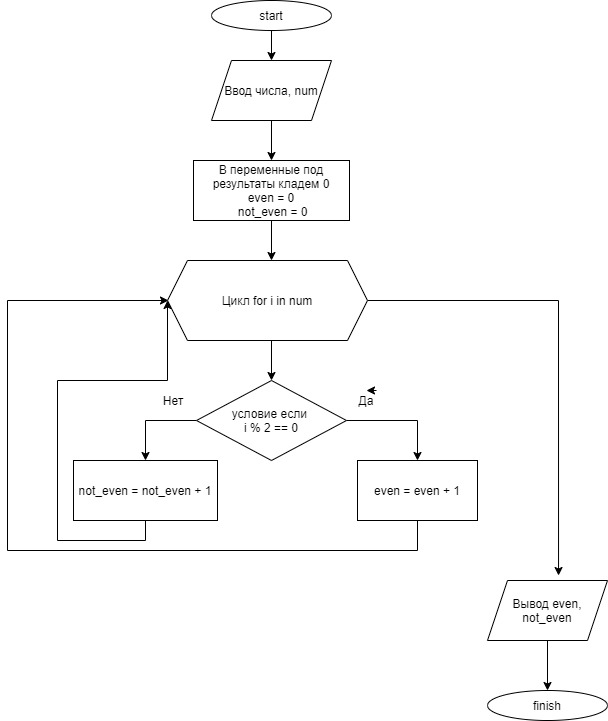 start
Ввод числа, num
В переменные под
результаты кладем 0
even = 0
not_even = 0
Цикл for i in num
Нет
Да
условие если
i % 2 == 0
not_even = not_even + 1
even = even + 1
Вывод even,
not_even
finish